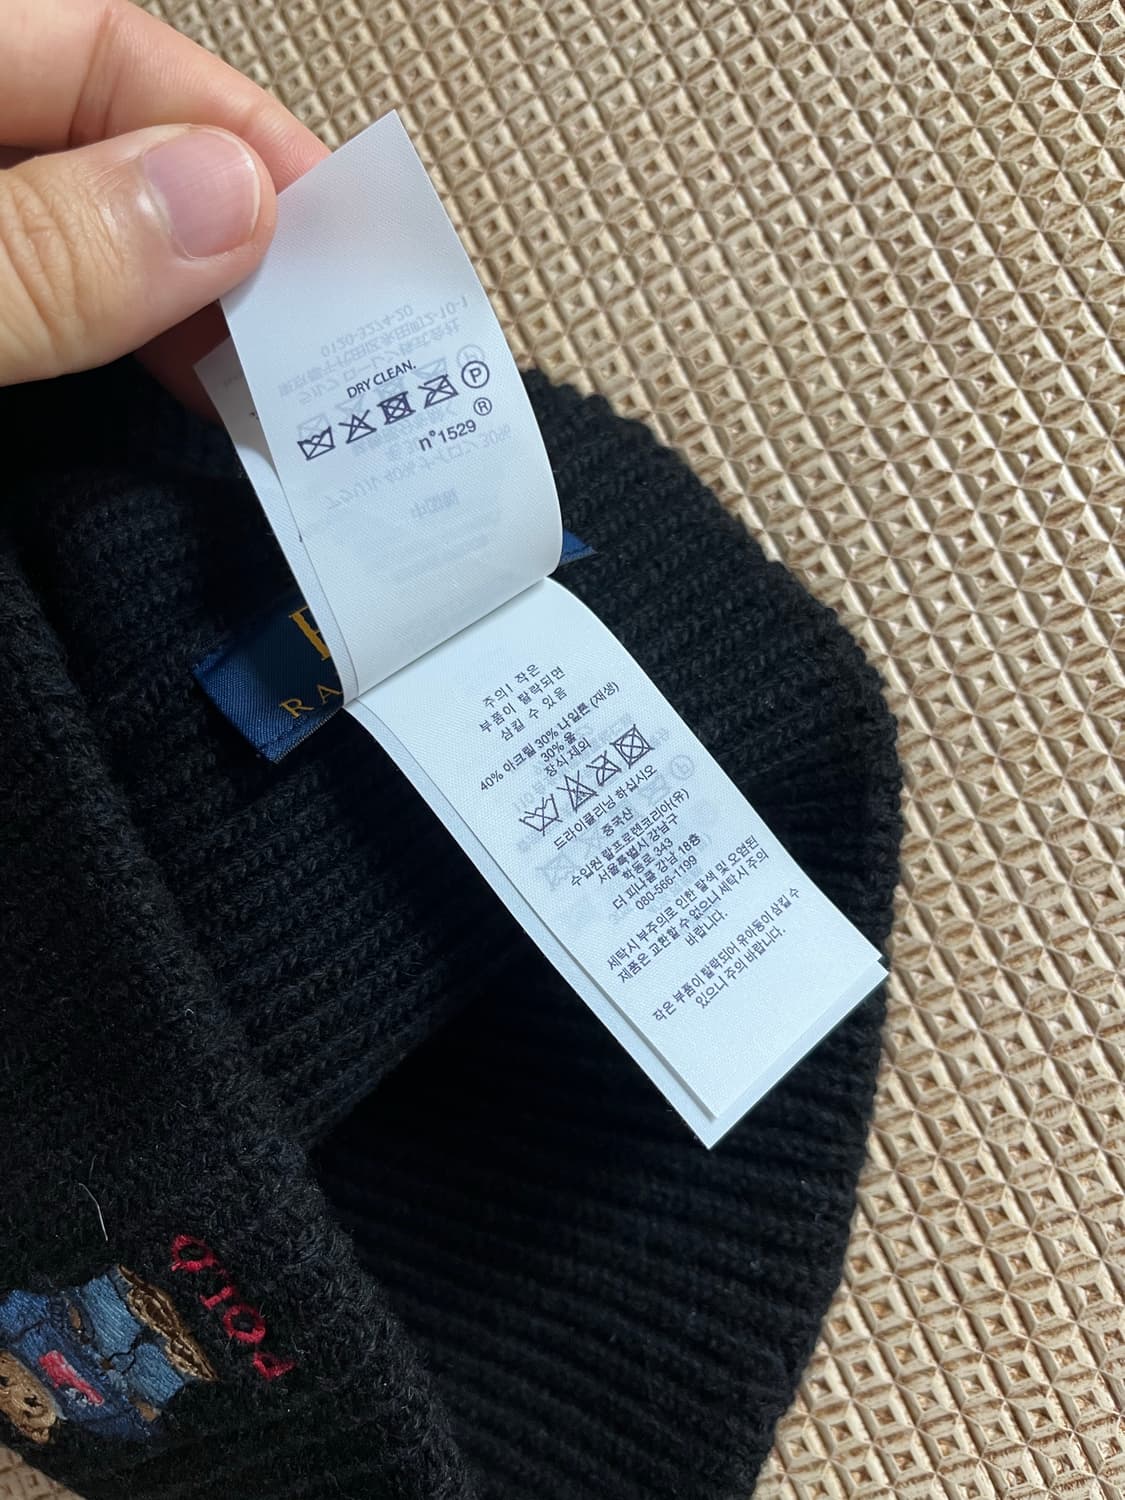 DRY CLEAN.
P
n°1529 ®
RA
주의! 작은
부품이 탈락되면
삼킬 수 있음
40% 아크릴 30% 나일론 (재생)
30% 울
장식 제외
드라이클리닝 하십시오
중국산
수입원 랄프로렌코리아(유)
서울특별시 강남구
학동로 343
더 피나클 강남 18층
080-566-1199
세탁시 부주의로 인한 탈색 및 오염된
제품은 교환할 수 없으니 세탁시 주의
바랍니다.
작은 부품이 탈락되어 유아동이 삼킬 수
있으니 주의 바랍니다.
POLO